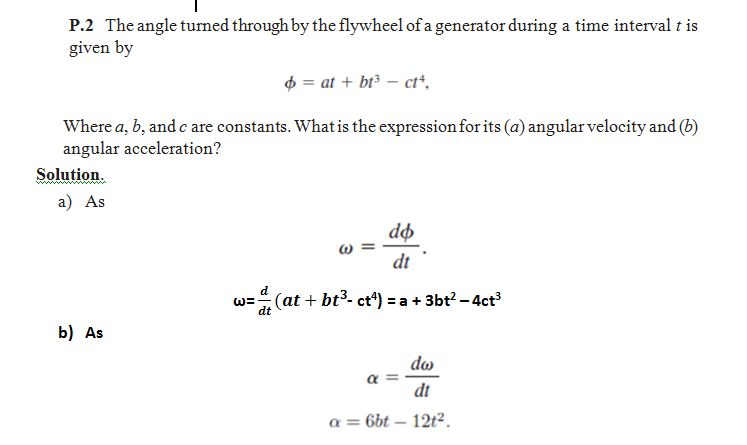 P.2 The angle turned through by the flywheel of a generator during a time interval t is
given by
ϕ = at + bt³ – ct⁴,
Where a, b, and c are constants. What is the expression for its (a) angular velocity and (b)
angular acceleration?
Solution.
a) As
ω = dϕ/dt.
ω= d/dt (at + bt³- ct⁴) = a + 3bt² – 4ct³
b) As
α = dω/dt
α = 6bt – 12t².